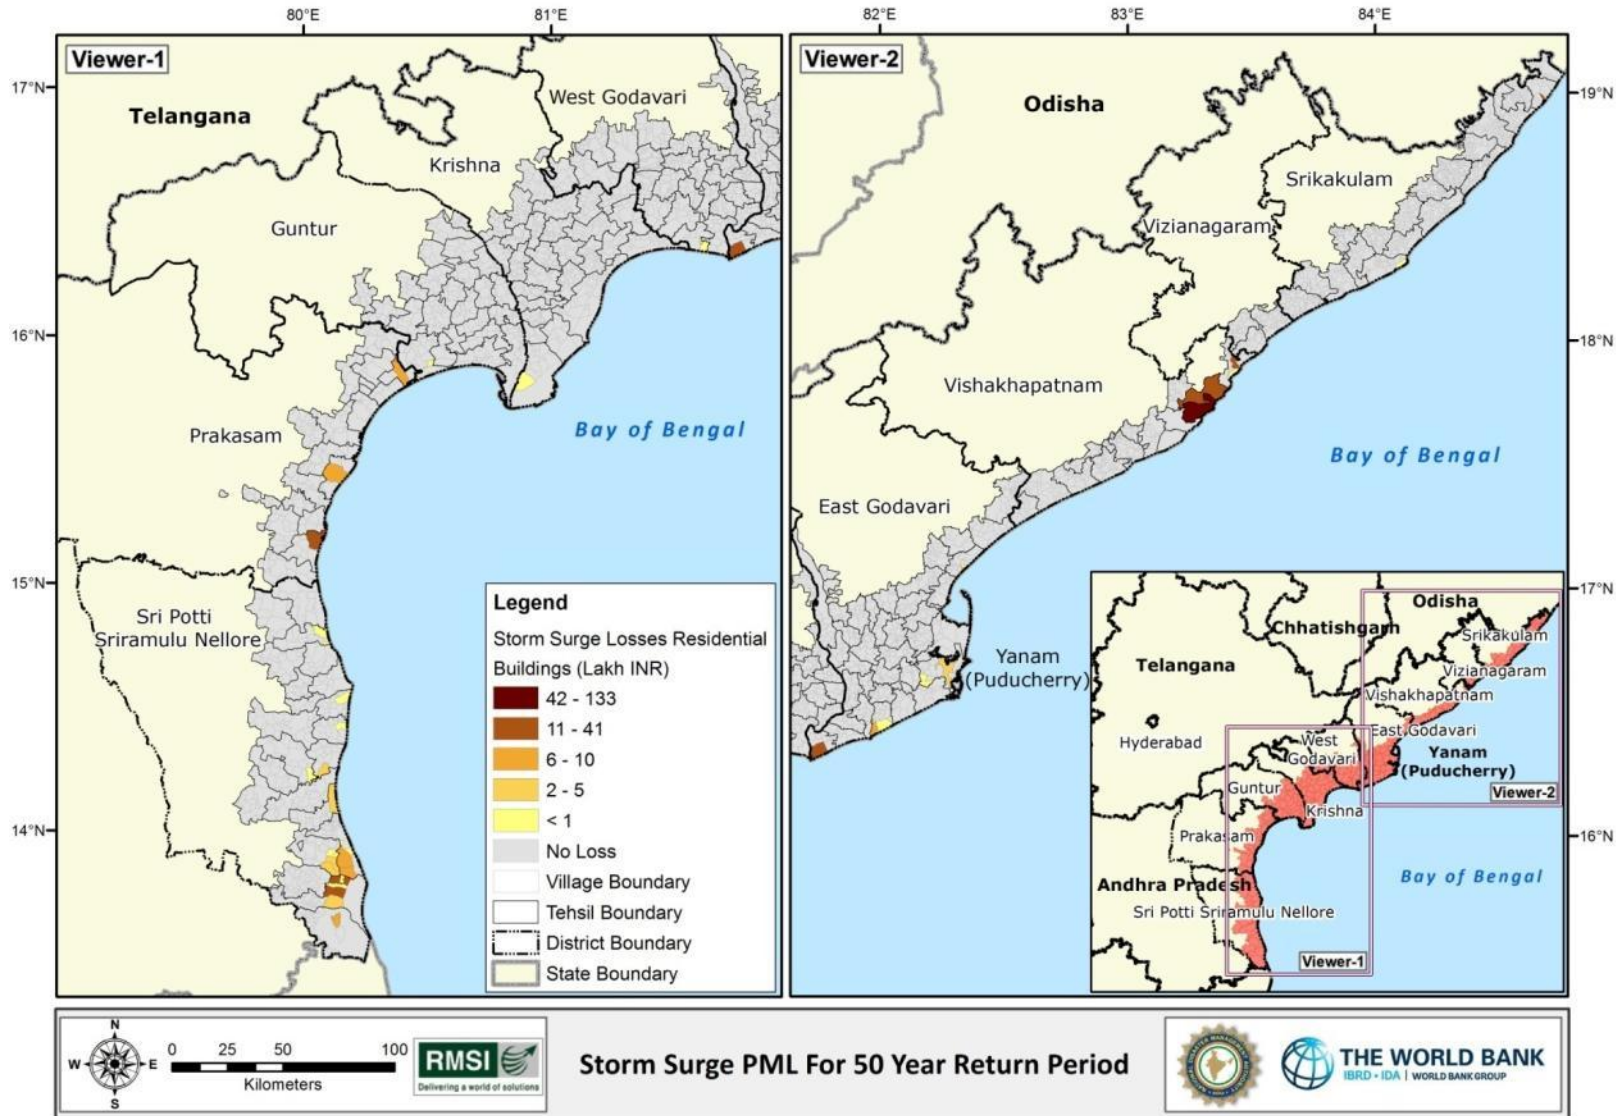 80°E
81°E
82°E
83°E
84°E
Viewer-1
17°N
16°N
15°N
14°N
Telangana
West Godavari
Krishna
Guntur
Prakasam
Bay of Bengal
Sri Potti
Sriramulu Nellore
Legend
Storm Surge Losses Residential
Buildings (Lakh INR)
42 - 133
11 - 41
6 - 10
2 - 5
< 1
No Loss
Village Boundary
Tehsil Boundary
District Boundary
State Boundary
Viewer-2
19°N
18°N
17°N
16°N
Odisha
Srikakulam
Vizianagaram
Vishakhapatnam
East Godavari
Bay of Bengal
Yanam
(Puducherry)
Odisha
Chhatishgarh
Srikakulam
Telangana
Vizianagaram
Vishakhapatnam
East Godavari
Hyderabad
West
Godavari
Yanam
(Puducherry)
Guntur
Viewer-2
Krishna
Prakasam
Andhra Pradesh
Bay of Bengal
Sri Potti Sriramulu Nellore
Viewer-1
N
W
E
S
0 25 50 100
Kilometers
RMSI
Delivering a world of solutions
Storm Surge PML For 50 Year Return Period
THE WORLD BANK
IBRD • IDA | WORLD BANK GROUP